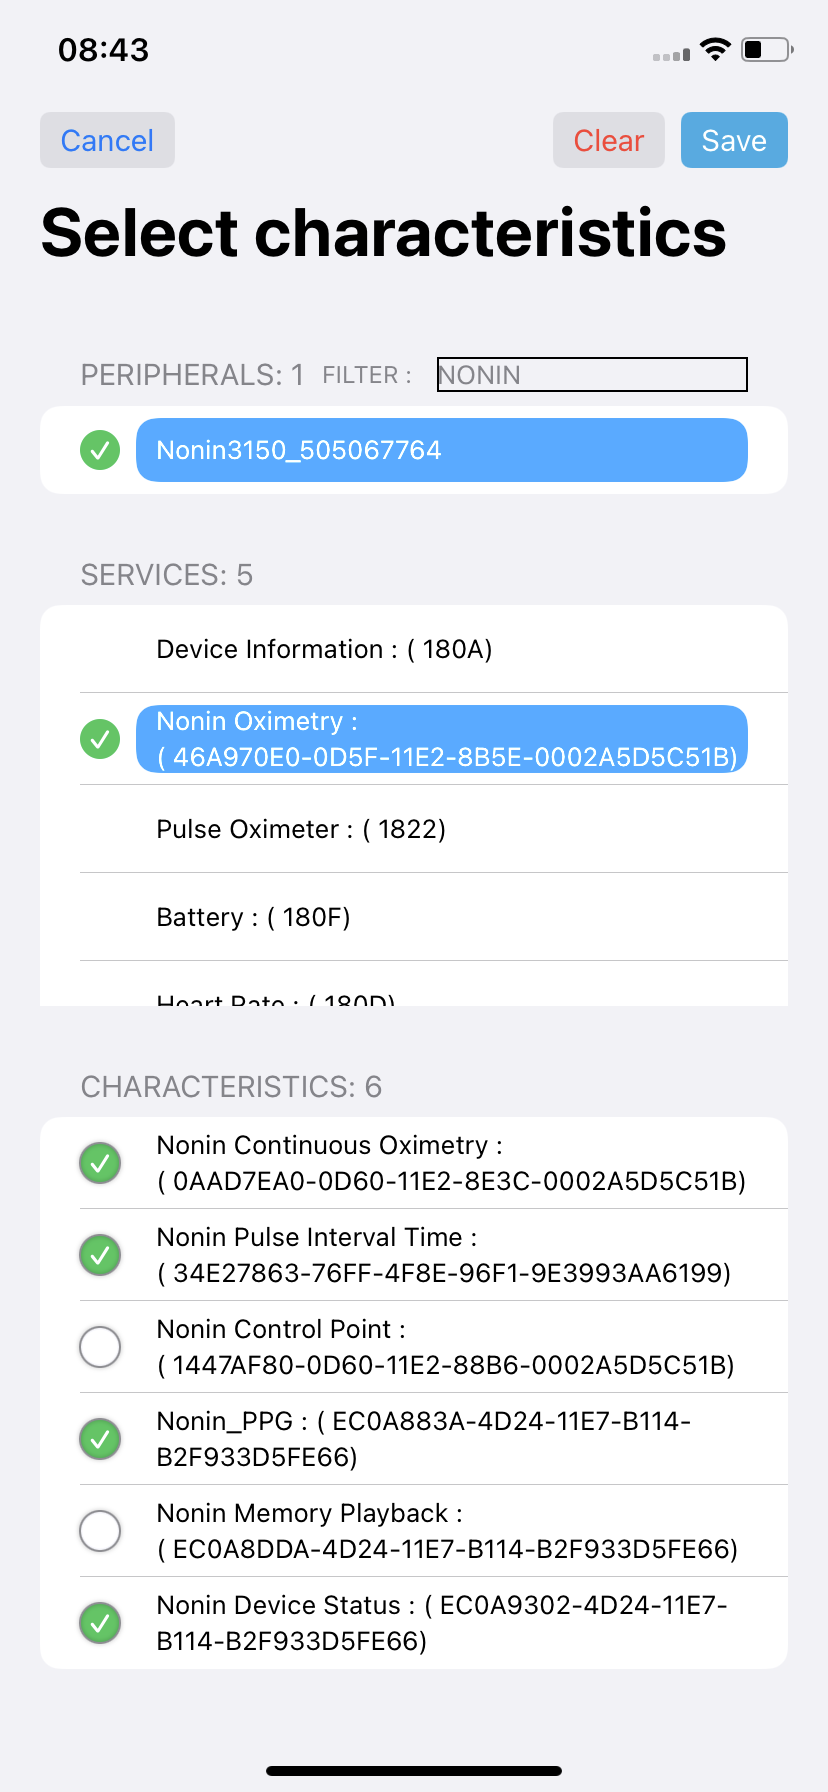 08:43
Cancel
Clear
Save
Select characteristics
PERIPHERALS: 1
FILTER :
NONIN
Nonin3150_505067764
SERVICES: 5
Device Information : ( 180A)
Nonin Oximetry :
( 46A970E0-0D5F-11E2-8B5E-0002A5D5C51B)
Pulse Oximeter : ( 1822)
Battery : ( 180F)
Heart Rate : ( 180D)
CHARACTERISTICS: 6
Nonin Continuous Oximetry :
( 0AAD7EA0-0D60-11E2-8E3C-0002A5D5C51B)
Nonin Pulse Interval Time :
( 34E27863-76FF-4F8E-96F1-9E3993AA6199)
Nonin Control Point :
( 1447AF80-0D60-11E2-88B6-0002A5D5C51B)
Nonin_PPG : ( EC0A883A-4D24-11E7-B114-
B2F933D5FE66)
Nonin Memory Playback :
( EC0A8DDA-4D24-11E7-B114-B2F933D5FE66)
Nonin Device Status : ( EC0A9302-4D24-11E7-
B114-B2F933D5FE66)